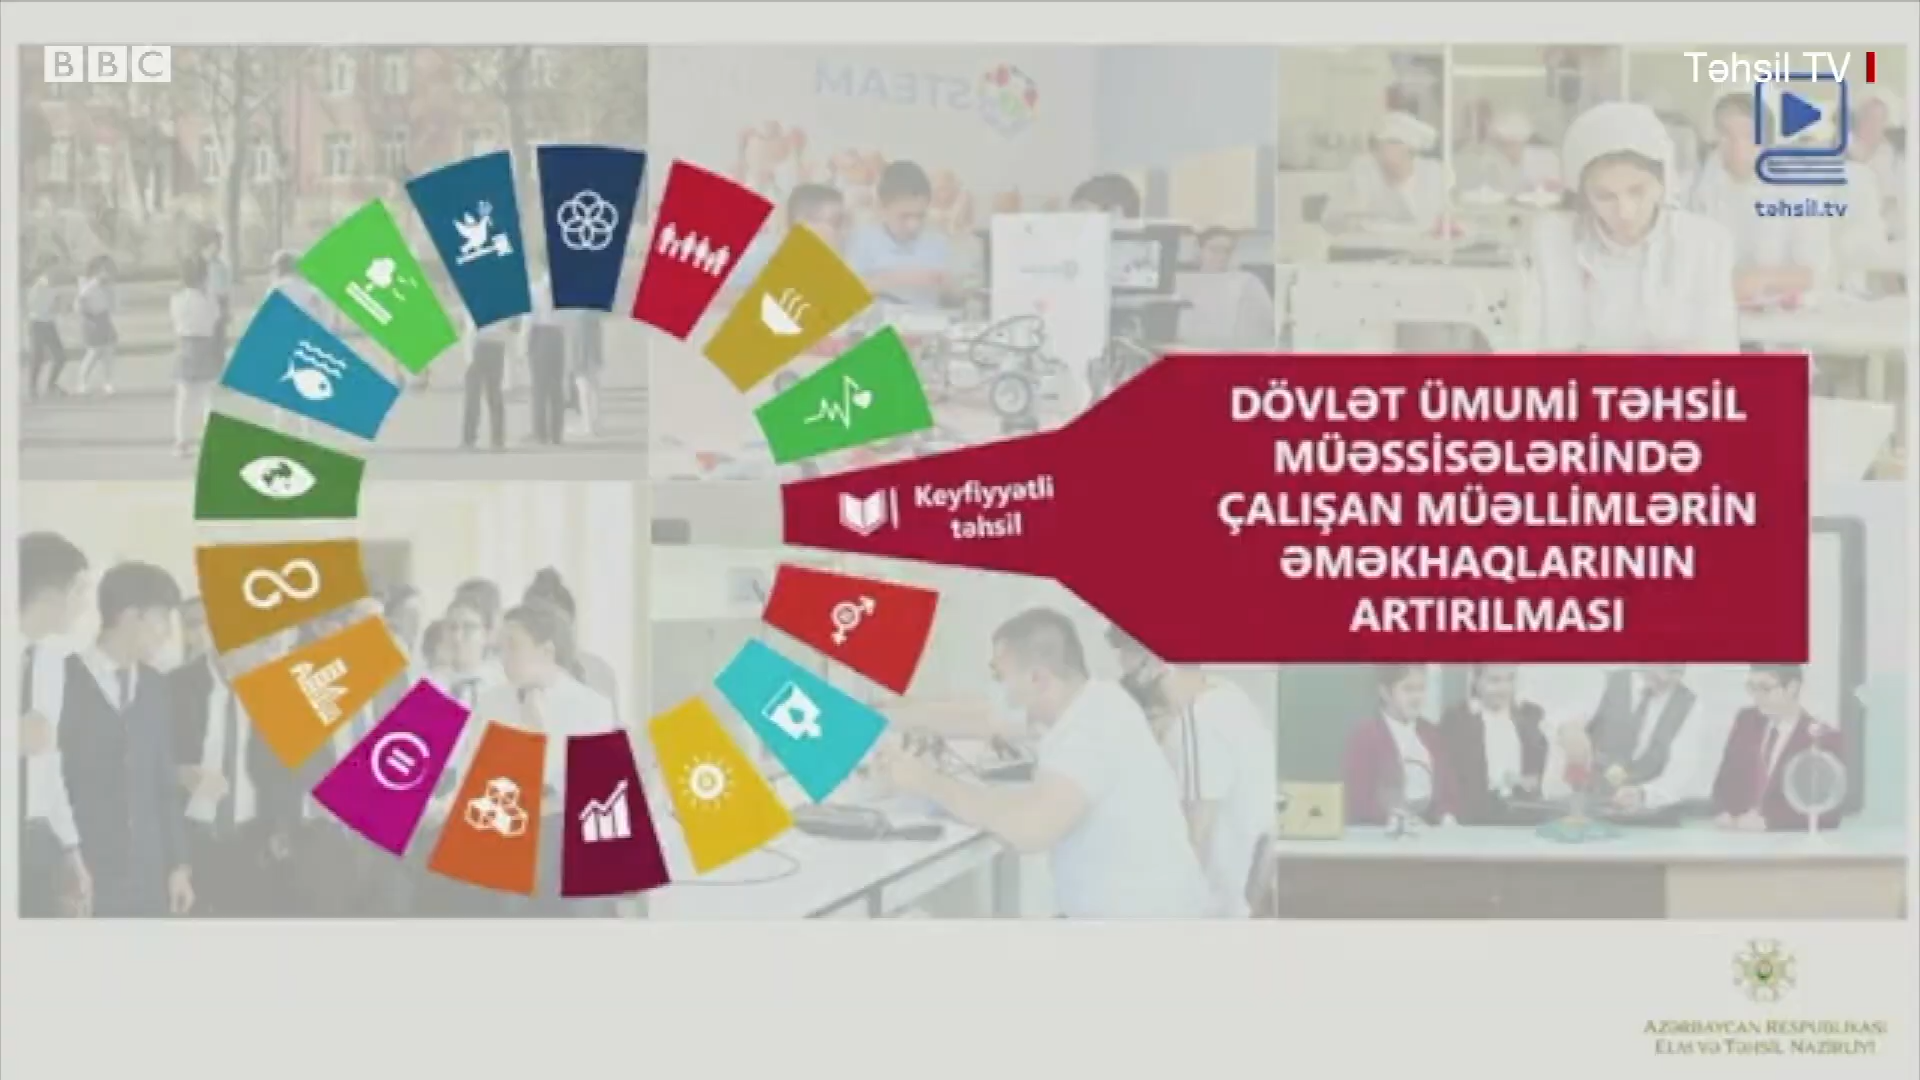 BBC
Təhsil TV
təhsil.tv
STEAM
DÖVLƏT ÜMUMİ TƏHSİL
MÜƏSSİSƏLƏRİNDƏ
ÇALIŞAN MÜƏLLİMLƏRİN
ƏMƏKHAQLARININ
ARTIRILMASI
Keyfiyyətli
təhsil
AZƏRBAYCAN RESPUBLİKASI
ELM VƏ TƏHSİL NAZİRLİYİ